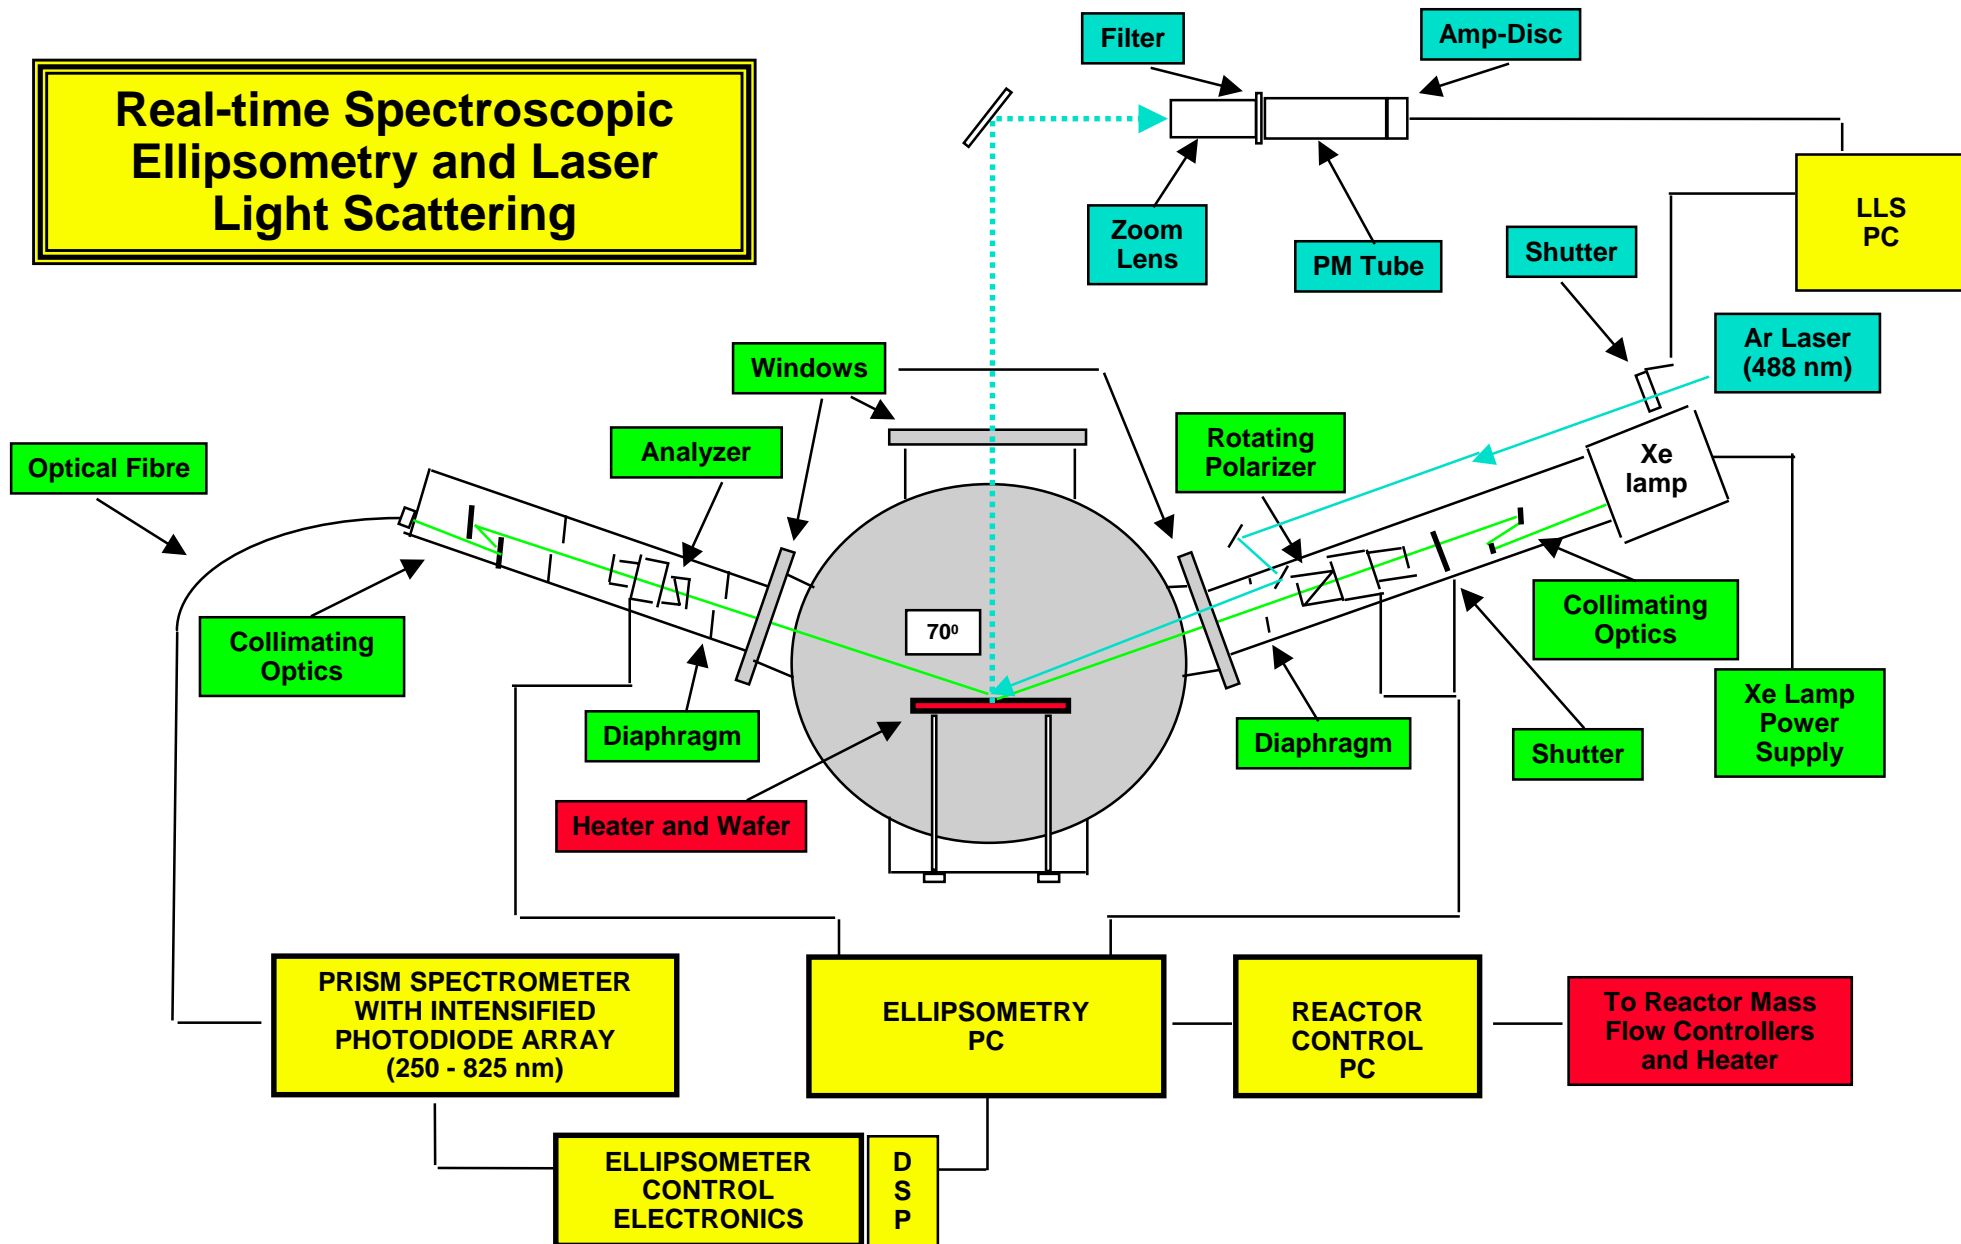 Real-time Spectroscopic
Ellipsometry and Laser
Light Scattering
Filter
Amp-Disc
Zoom
Lens
PM Tube
Shutter
LLS
PC
Ar Laser
(488 nm)
Windows
Optical Fibre
Analyzer
Rotating
Polarizer
Xe
lamp
Collimating
Optics
70⁰
Collimating
Optics
Diaphragm
Diaphragm
Shutter
Xe Lamp
Power
Supply
Heater and Wafer
PRISM SPECTROMETER
WITH INTENSIFIED
PHOTODIODE ARRAY
(250 - 825 nm)
ELLIPSOMETRY
PC
REACTOR
CONTROL
PC
To Reactor Mass
Flow Controllers
and Heater
ELLIPSOMETER
CONTROL
ELECTRONICS
D
S
P